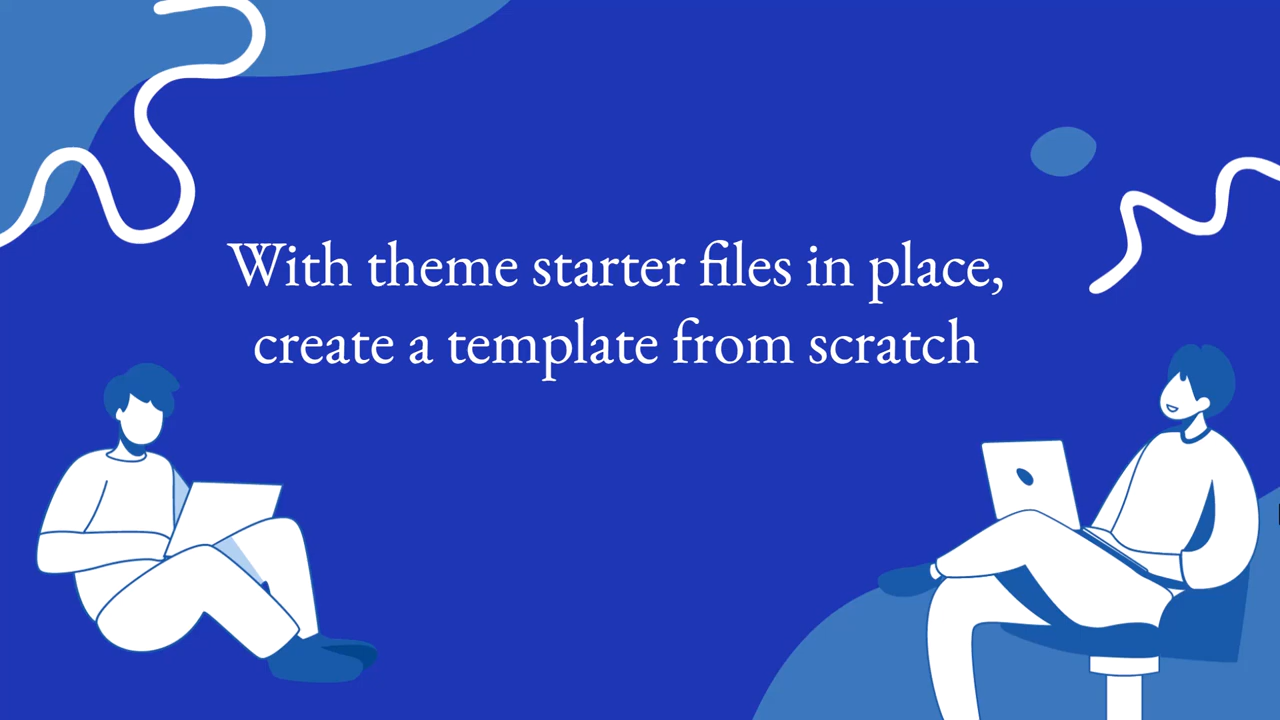 With theme starter files in place,
create a template from scratch